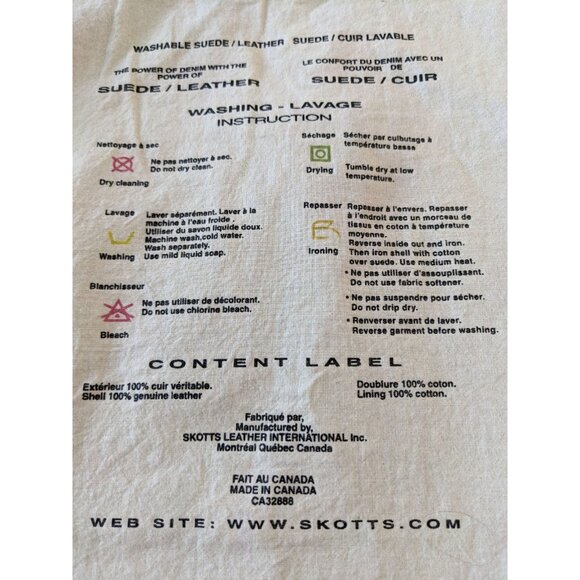 WASHABLE SUEDE/LEATHER SUEDE/CUIR LAVABLE
THE POWER OF DENIM WITH THE
POWER OF
SUEDE/LEATHER
LE CONFORT DU DENIM AVEC UN
POUVOIR DE
SUEDE/CUIR
WASHING - LAVAGE
INSTRUCTION
Nettoyage à sec
Ne pas nettoyer à sec.
Do not dry clean.
Dry cleaning
Séchage
Sécher par culbutage à
température basse
Drying
Tumble dry at low
temperature.
Lavage
Laver séparément. Laver à la
machine à l'eau froide.
Utiliser du savon liquide doux.
Machine wash,cold water.
Wash separately.
Washing
Use mild liquid soap.
Repasser
Repasser à l'envers. Repasser
à l'endroit avec un morceau de
tissus en coton à température
moyenne.
Ironing
Reverse inside out and iron.
Then iron shell with cotton
over suede. Use medium heat.
• Ne pas utiliser d'assouplissant.
Do not use fabric softener.
• Ne pas suspendre pour sécher.
Do not drip dry.
• Renverser avant de laver.
Reverse garment before washing.
Blanchisseur
Ne pas utiliser de décolorant.
Do not use chlorine bleach.
Bleach
CONTENT LABEL
Extérieur 100% cuir véritable.
Shell 100% genuine leather
Doublure 100% coton.
Lining 100% cotton.
Fabriqué par,
Manufactured by,
SKOTTS LEATHER INTERNATIONAL Inc.
Montréal Québec Canada
FAIT AU CANADA
MADE IN CANADA
CA32888
WEB SITE: WWW.SKOTTS.COM